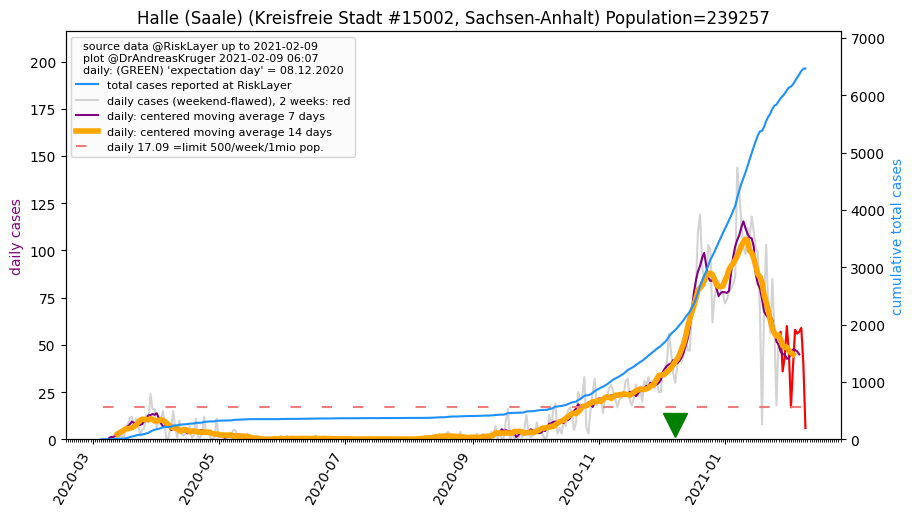 Halle (Saale) (Kreisfreie Stadt #15002, Sachsen-Anhalt) Population=239257
source data @RiskLayer up to 2021-02-09
plot @DrAndreasKruger 2021-02-09 06:07
daily: (GREEN) 'expectation day' = 08.12.2020
total cases reported at RiskLayer
daily cases (weekend-flawed), 2 weeks: red
daily: centered moving average 7 days
daily: centered moving average 14 days
daily 17.09 =limit 500/week/1mio pop.
daily cases
200
175
150
125
100
75
50
25
0
cumulative total cases
7000
6000
5000
4000
3000
2000
1000
0
2020-03
2020-05
2020-07
2020-09
2020-11
2021-01